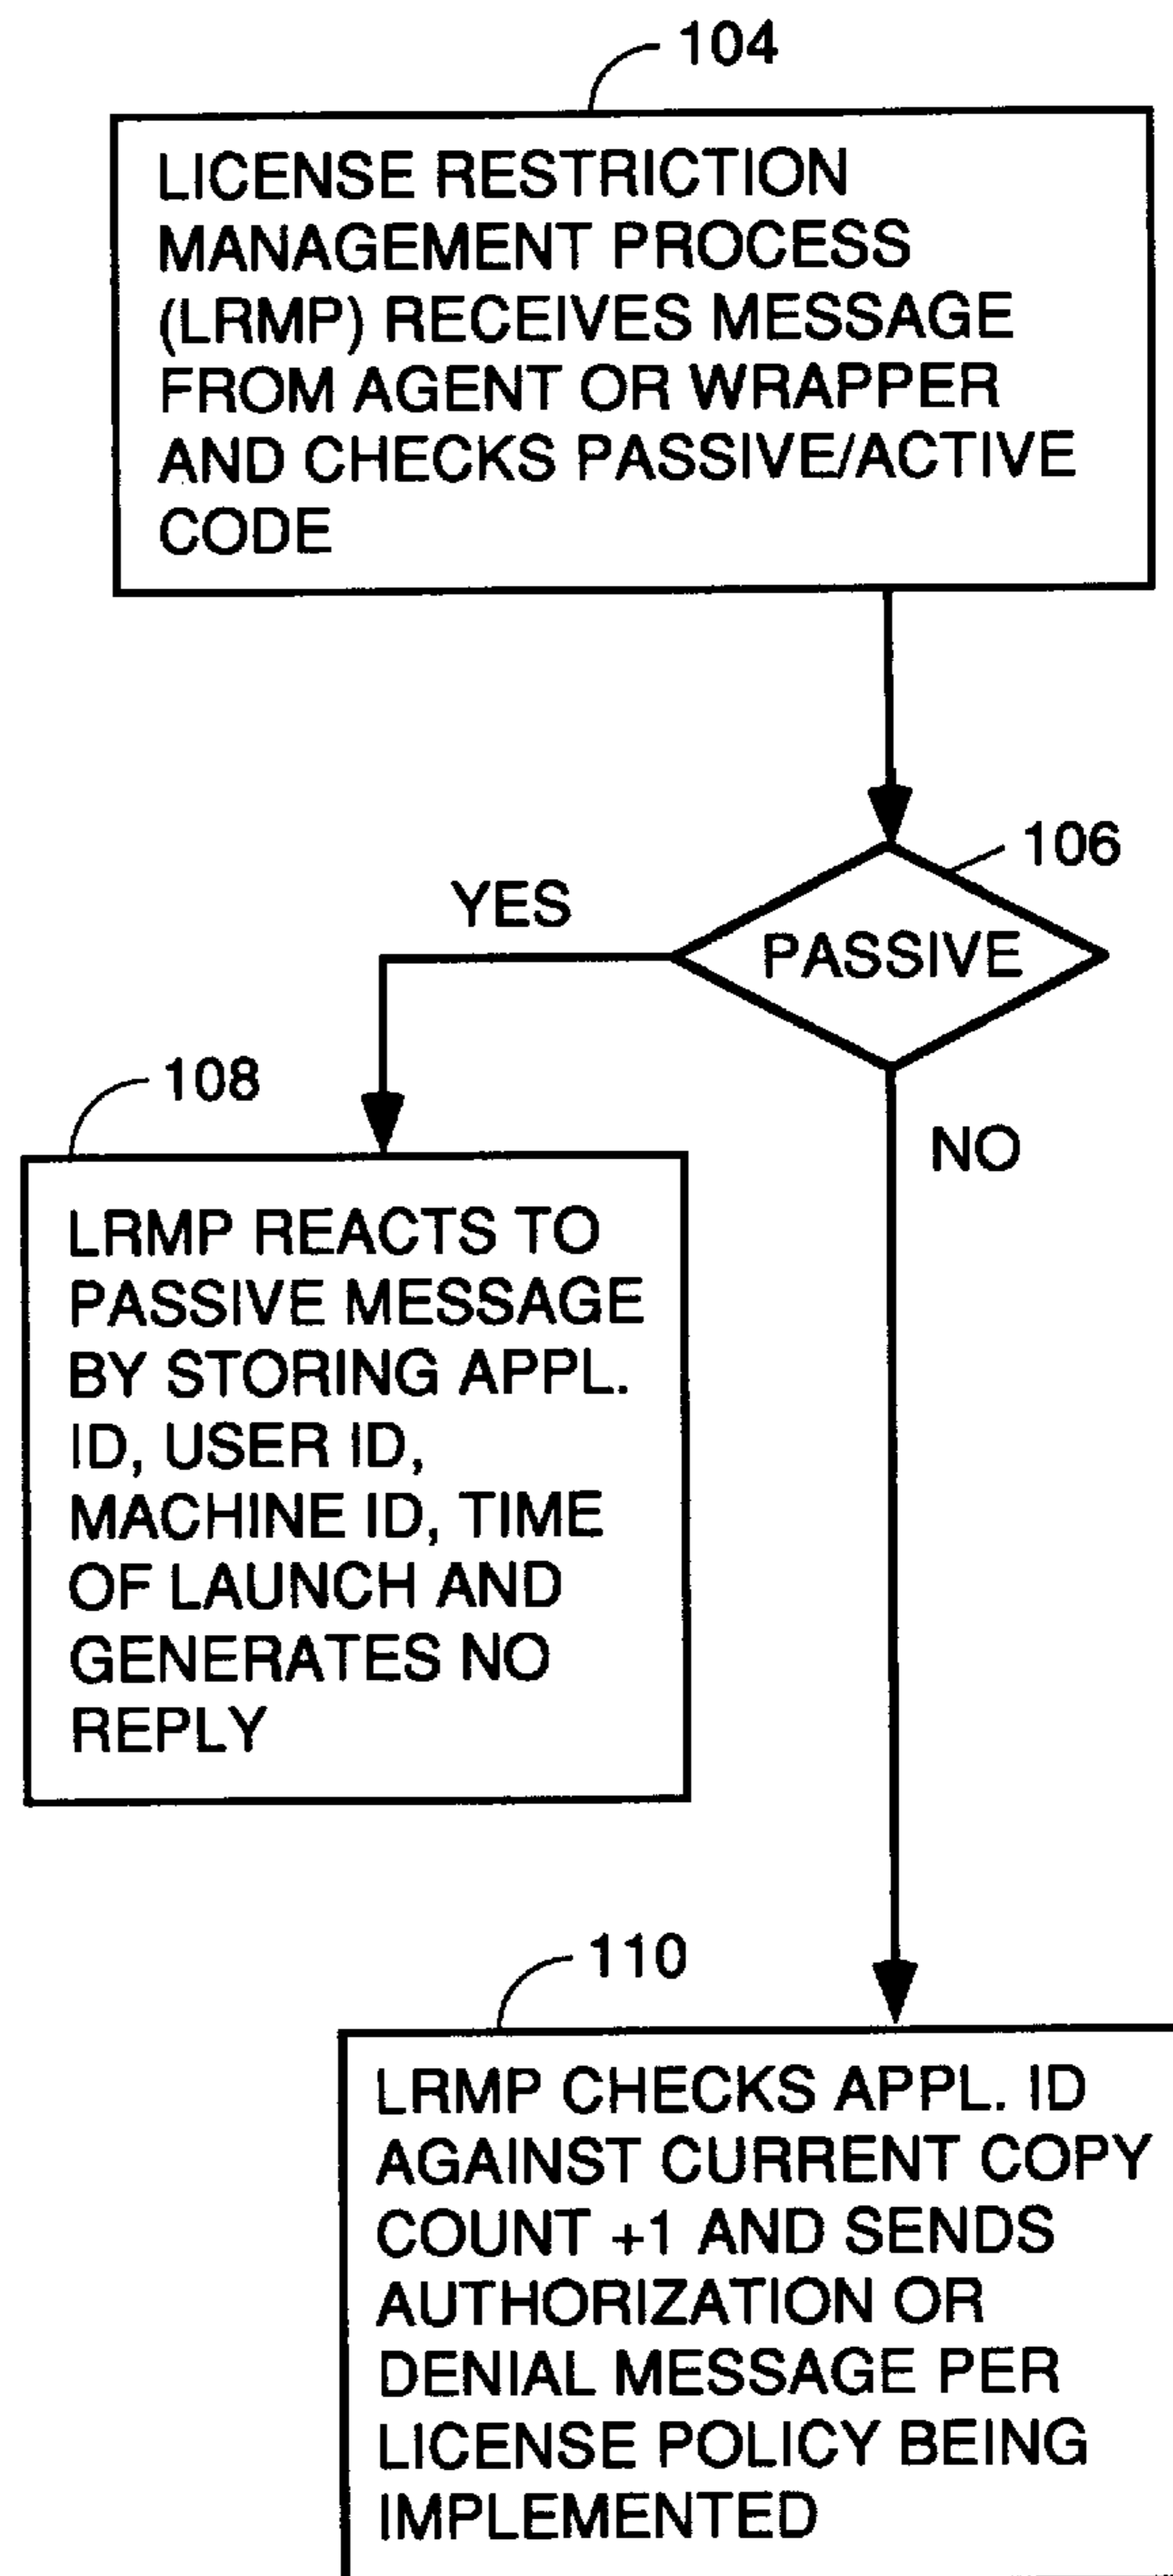 104
LICENSE RESTRICTION
MANAGEMENT PROCESS
(LRMP) RECEIVES MESSAGE
FROM AGENT OR WRAPPER
AND CHECKS PASSIVE/ACTIVE
CODE
106
YES
PASSIVE
108
NO
LRMP REACTS TO
PASSIVE MESSAGE
BY STORING APPL.
ID, USER ID,
MACHINE ID, TIME
OF LAUNCH AND
GENERATES NO
REPLY
110
LRMP CHECKS APPL. ID
AGAINST CURRENT COPY
COUNT +1 AND SENDS
AUTHORIZATION OR
DENIAL MESSAGE PER
LICENSE POLICY BEING
IMPLEMENTED